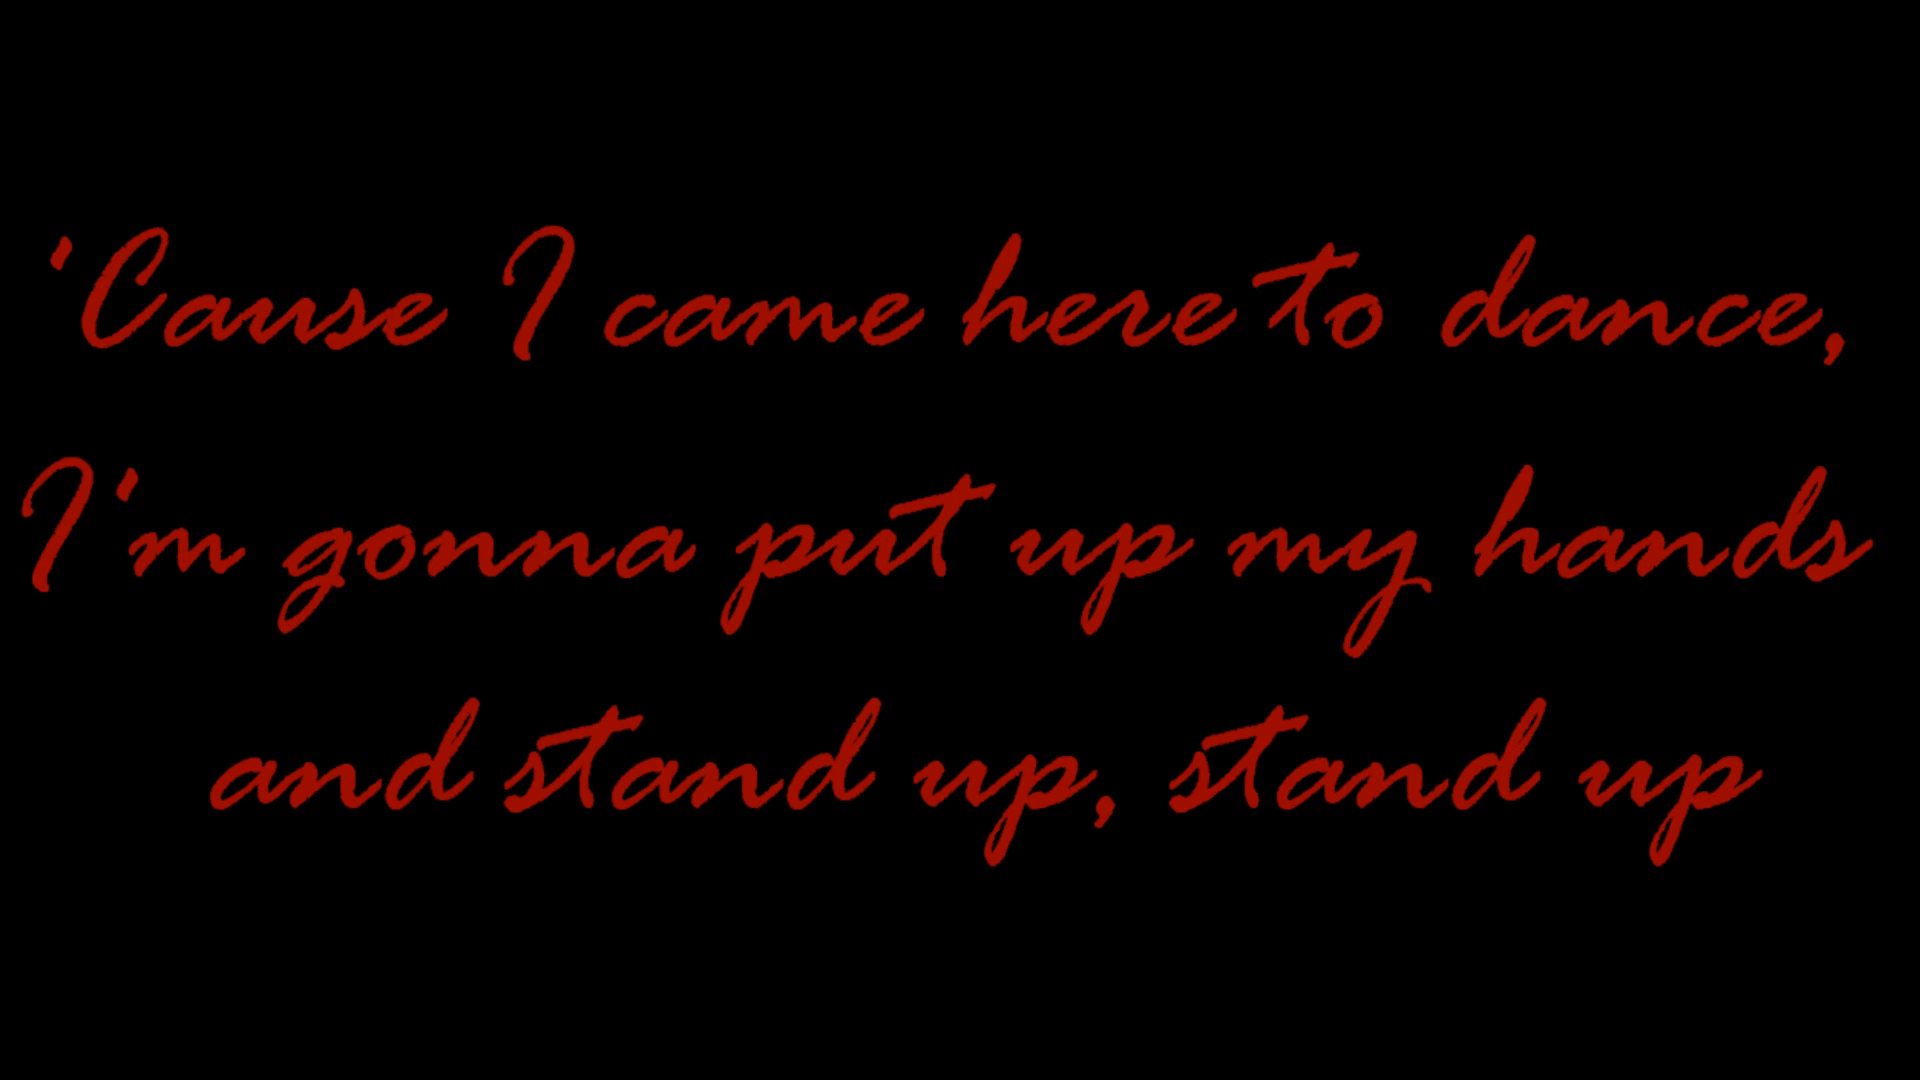 'Cause I came here to dance,
I'm gonna put up my hands
and stand up, stand up